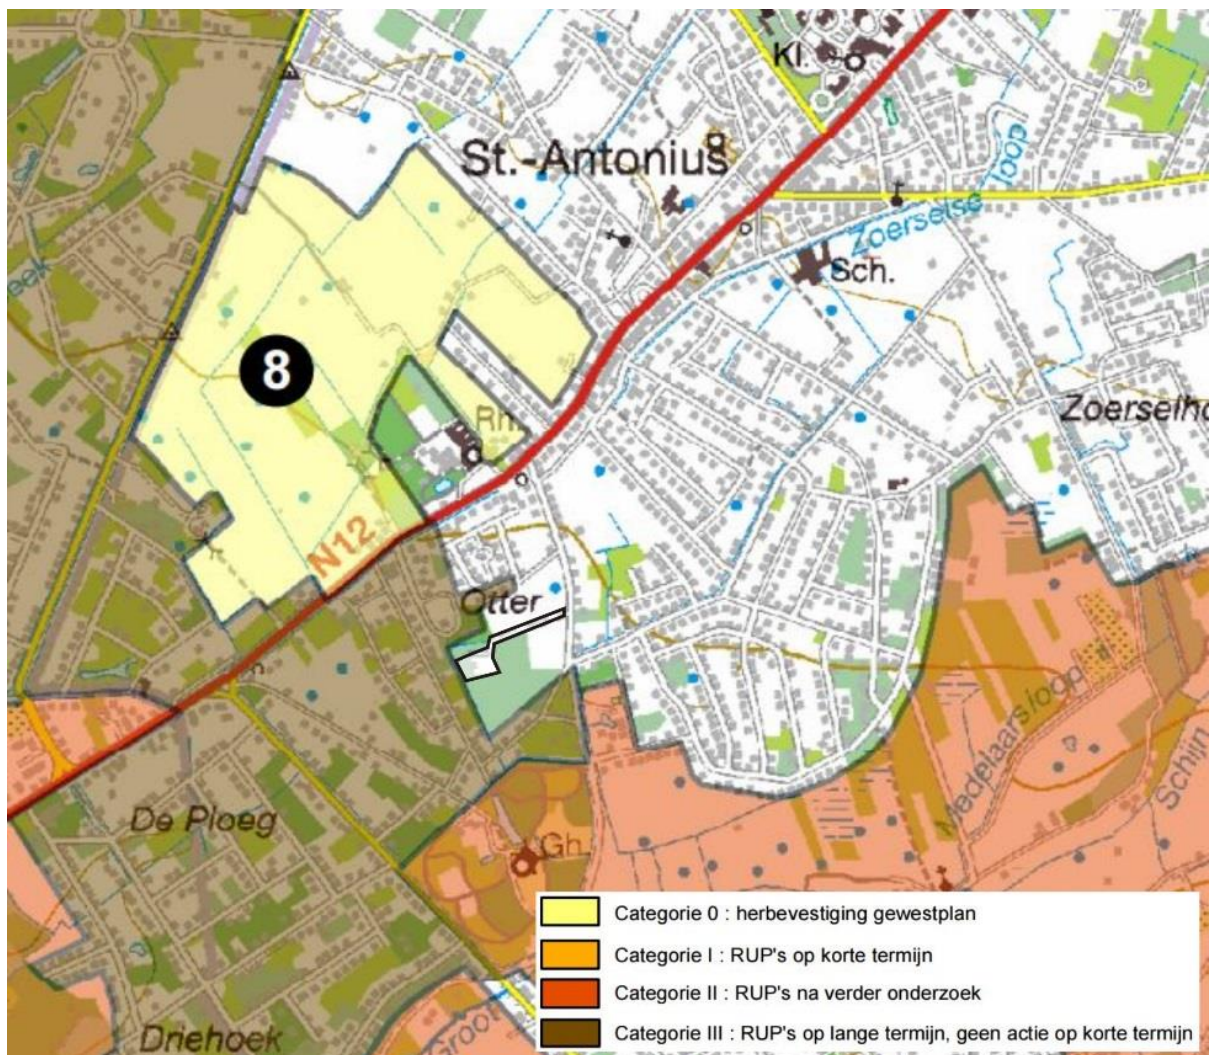 Kl.
St.-Antonius
loop
Zoerselse
Sch.
8
Zoerselho
Rh.
N12
Otter
Medelaarsloop
Schijn
De Ploeg
Gh.
Categorie 0 : herbevestiging gewestplan
Categorie I : RUP's op korte termijn
Categorie II : RUP's na verder onderzoek
Categorie III : RUP's op lange termijn, geen actie op korte termijn
Driehoek
Groot